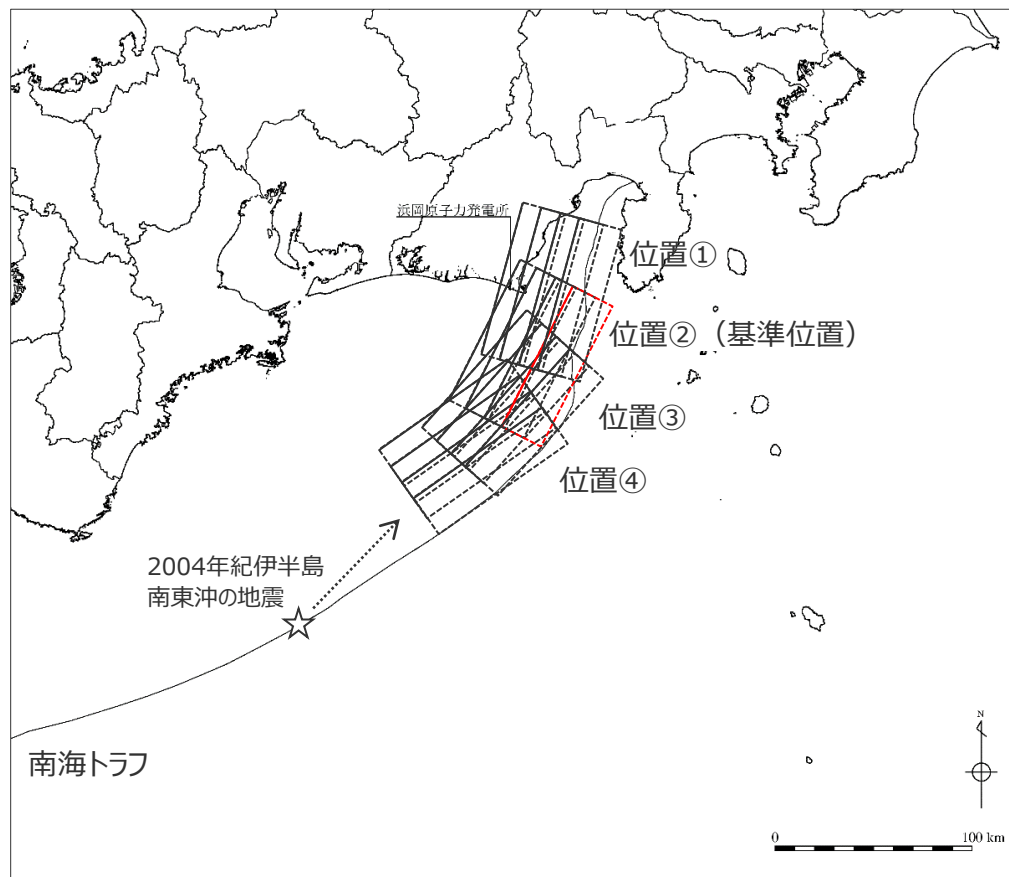 浜岡原子力発電所
位置①
位置②（基準位置）
位置③
位置④
2004年紀伊半島
南東沖の地震
南海トラフ
N
0
100 km